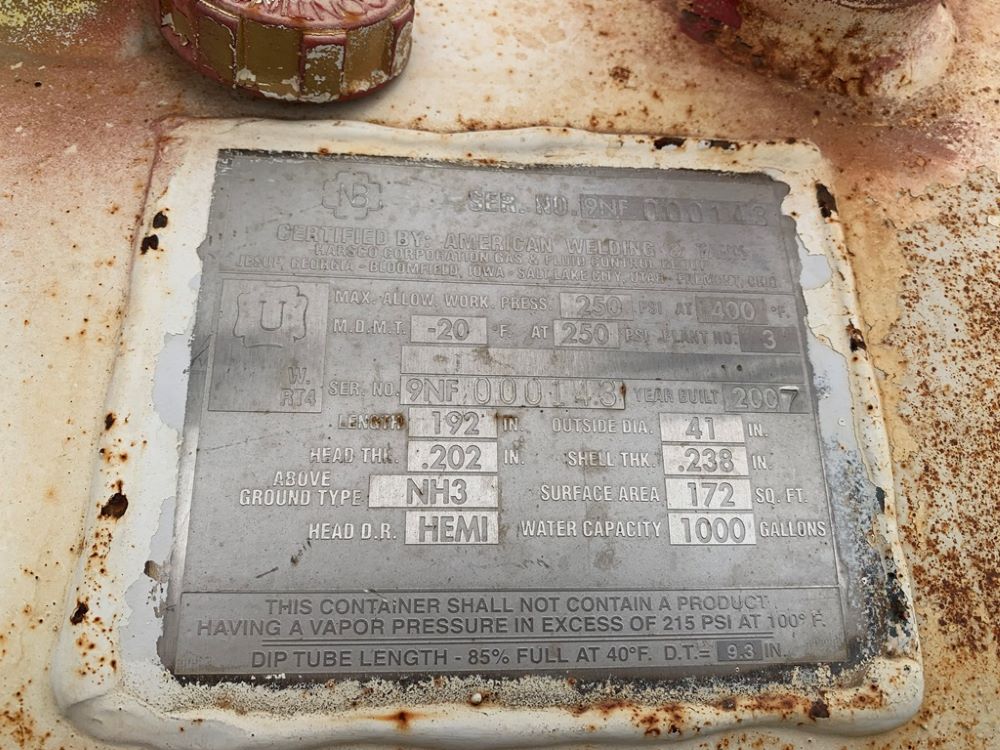 NB SER. NO. 9NF 000143
CERTIFIED BY: AMERICAN WELDING &
HARSCO CORPORATION GAS & FLUID CONTROL GROUP
JESUP, GEORGIA - BLOOMFIELD, IOWA - SALT LAKE CITY, UTAH - FREMONT, OHIO
U MAX. ALLOW. WORK. PRESS. 250 PSI AT 400 °F.
M.D.M.T. -20 °F. AT 250 PSI PLANT NO. 3
W.
RT4 SER. NO. 9NF 000143 YEAR BUILT 2007
LENGTH 192 IN. OUTSIDE DIA. 41 IN.
HEAD THK. .202 IN. SHELL THK. .238 IN.
ABOVE
GROUND TYPE NH3 SURFACE AREA 172 SQ. FT.
HEAD D.R. HEMI WATER CAPACITY 1000 GALLONS
THIS CONTAiNER SHALL NOT CONTAIN A PRODUCT
HAVING A VAPOR PRESSURE IN EXCESS OF 215 PSI AT 100° F.
DIP TUBE LENGTH - 85% FULL AT 40°F. D.T.= 9.3 IN.